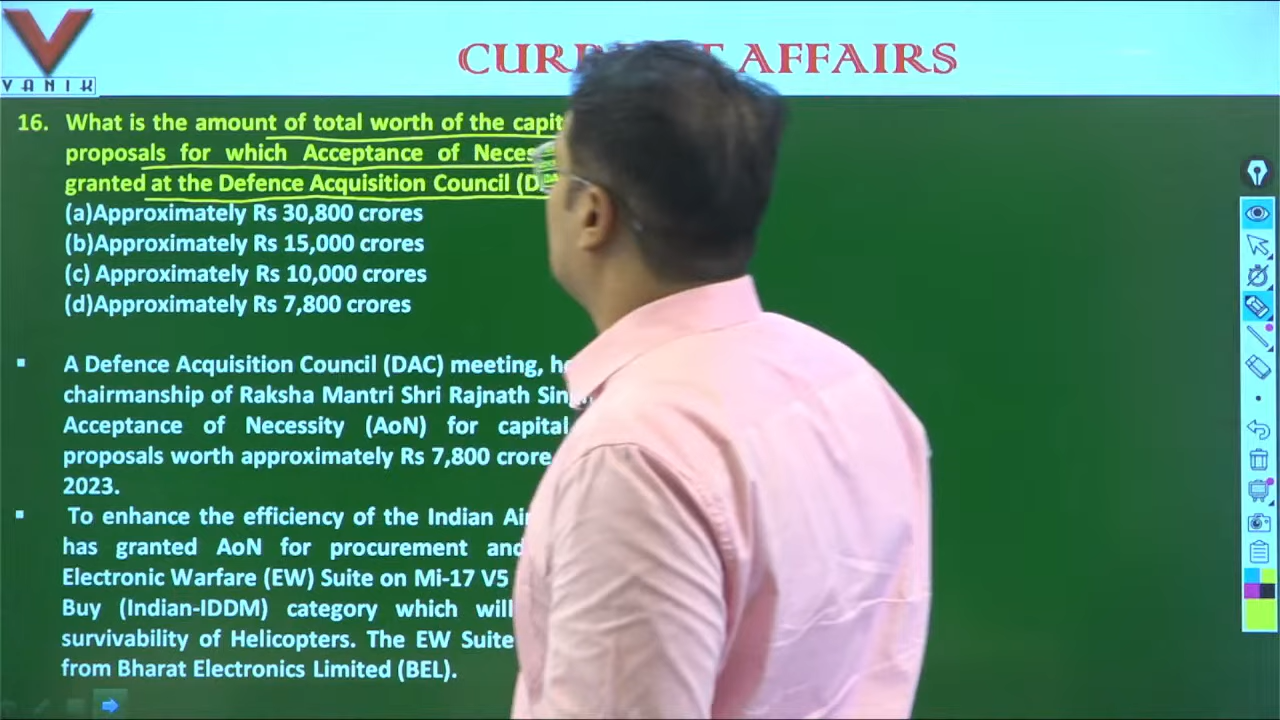 VANIK
CURRENT AFFAIRS
16. What is the amount of total worth of the
proposals for which Acceptance of
granted at the Defence Acquisition Council
(a)Approximately Rs 30,800 crores
(b)Approximately Rs 15,000 crores
(c) Approximately Rs 10,000 crores
(d)Approximately Rs 7,800 crores
▪ A Defence Acquisition Council (DAC) meeting,
chairmanship of Raksha Mantri Shri Rajnath
Acceptance of Necessity (AoN) for capital
proposals worth approximately Rs 7,800
2023.
▪ To enhance the efficiency of the Indian
has granted AoN for procurement and
Electronic Warfare (EW) Suite on Mi-17 V5
Buy (Indian-IDDM) category which will
survivability of Helicopters. The EW Suite
from Bharat Electronics Limited (BEL).